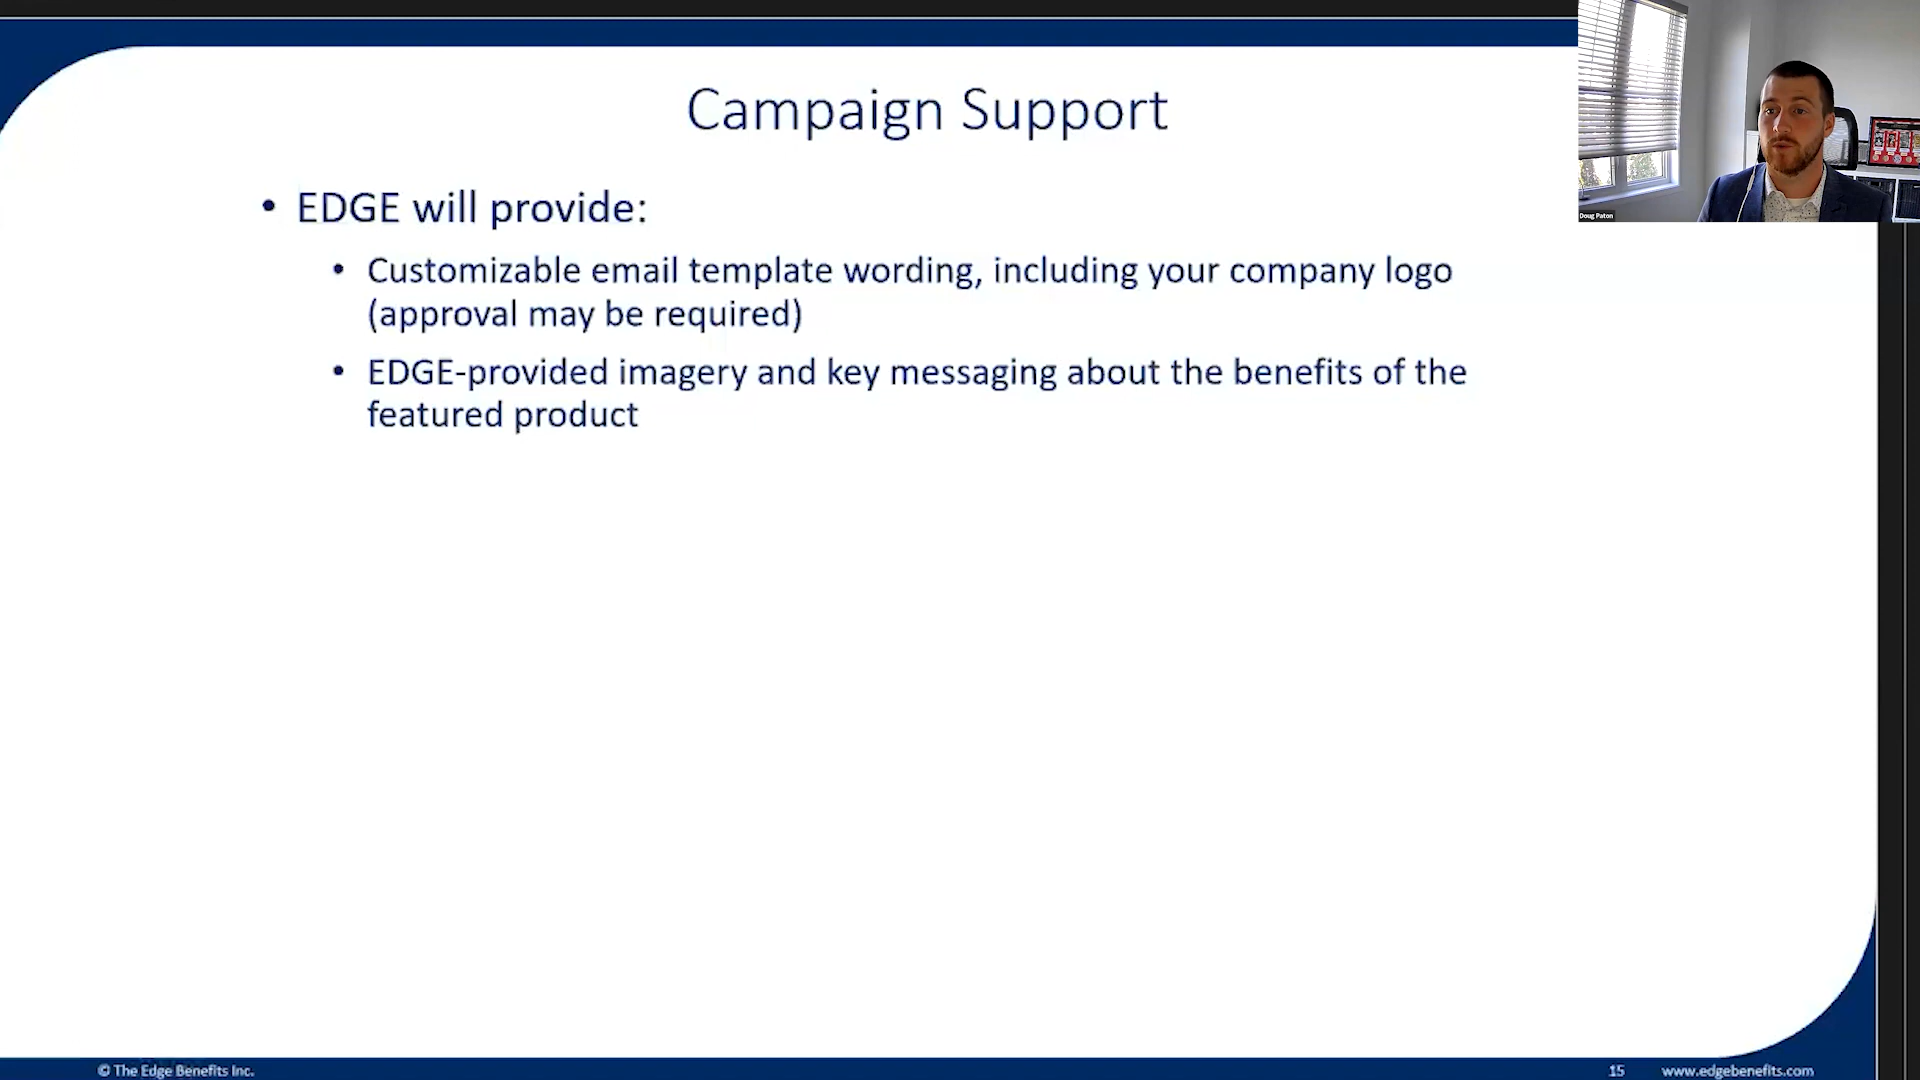 Campaign Support
• EDGE will provide:
• Customizable email template wording, including your company logo
(approval may be required)
• EDGE-provided imagery and key messaging about the benefits of the
featured product
Doug Paton
© The Edge Benefits Inc.
15
www.edgebenefits.com